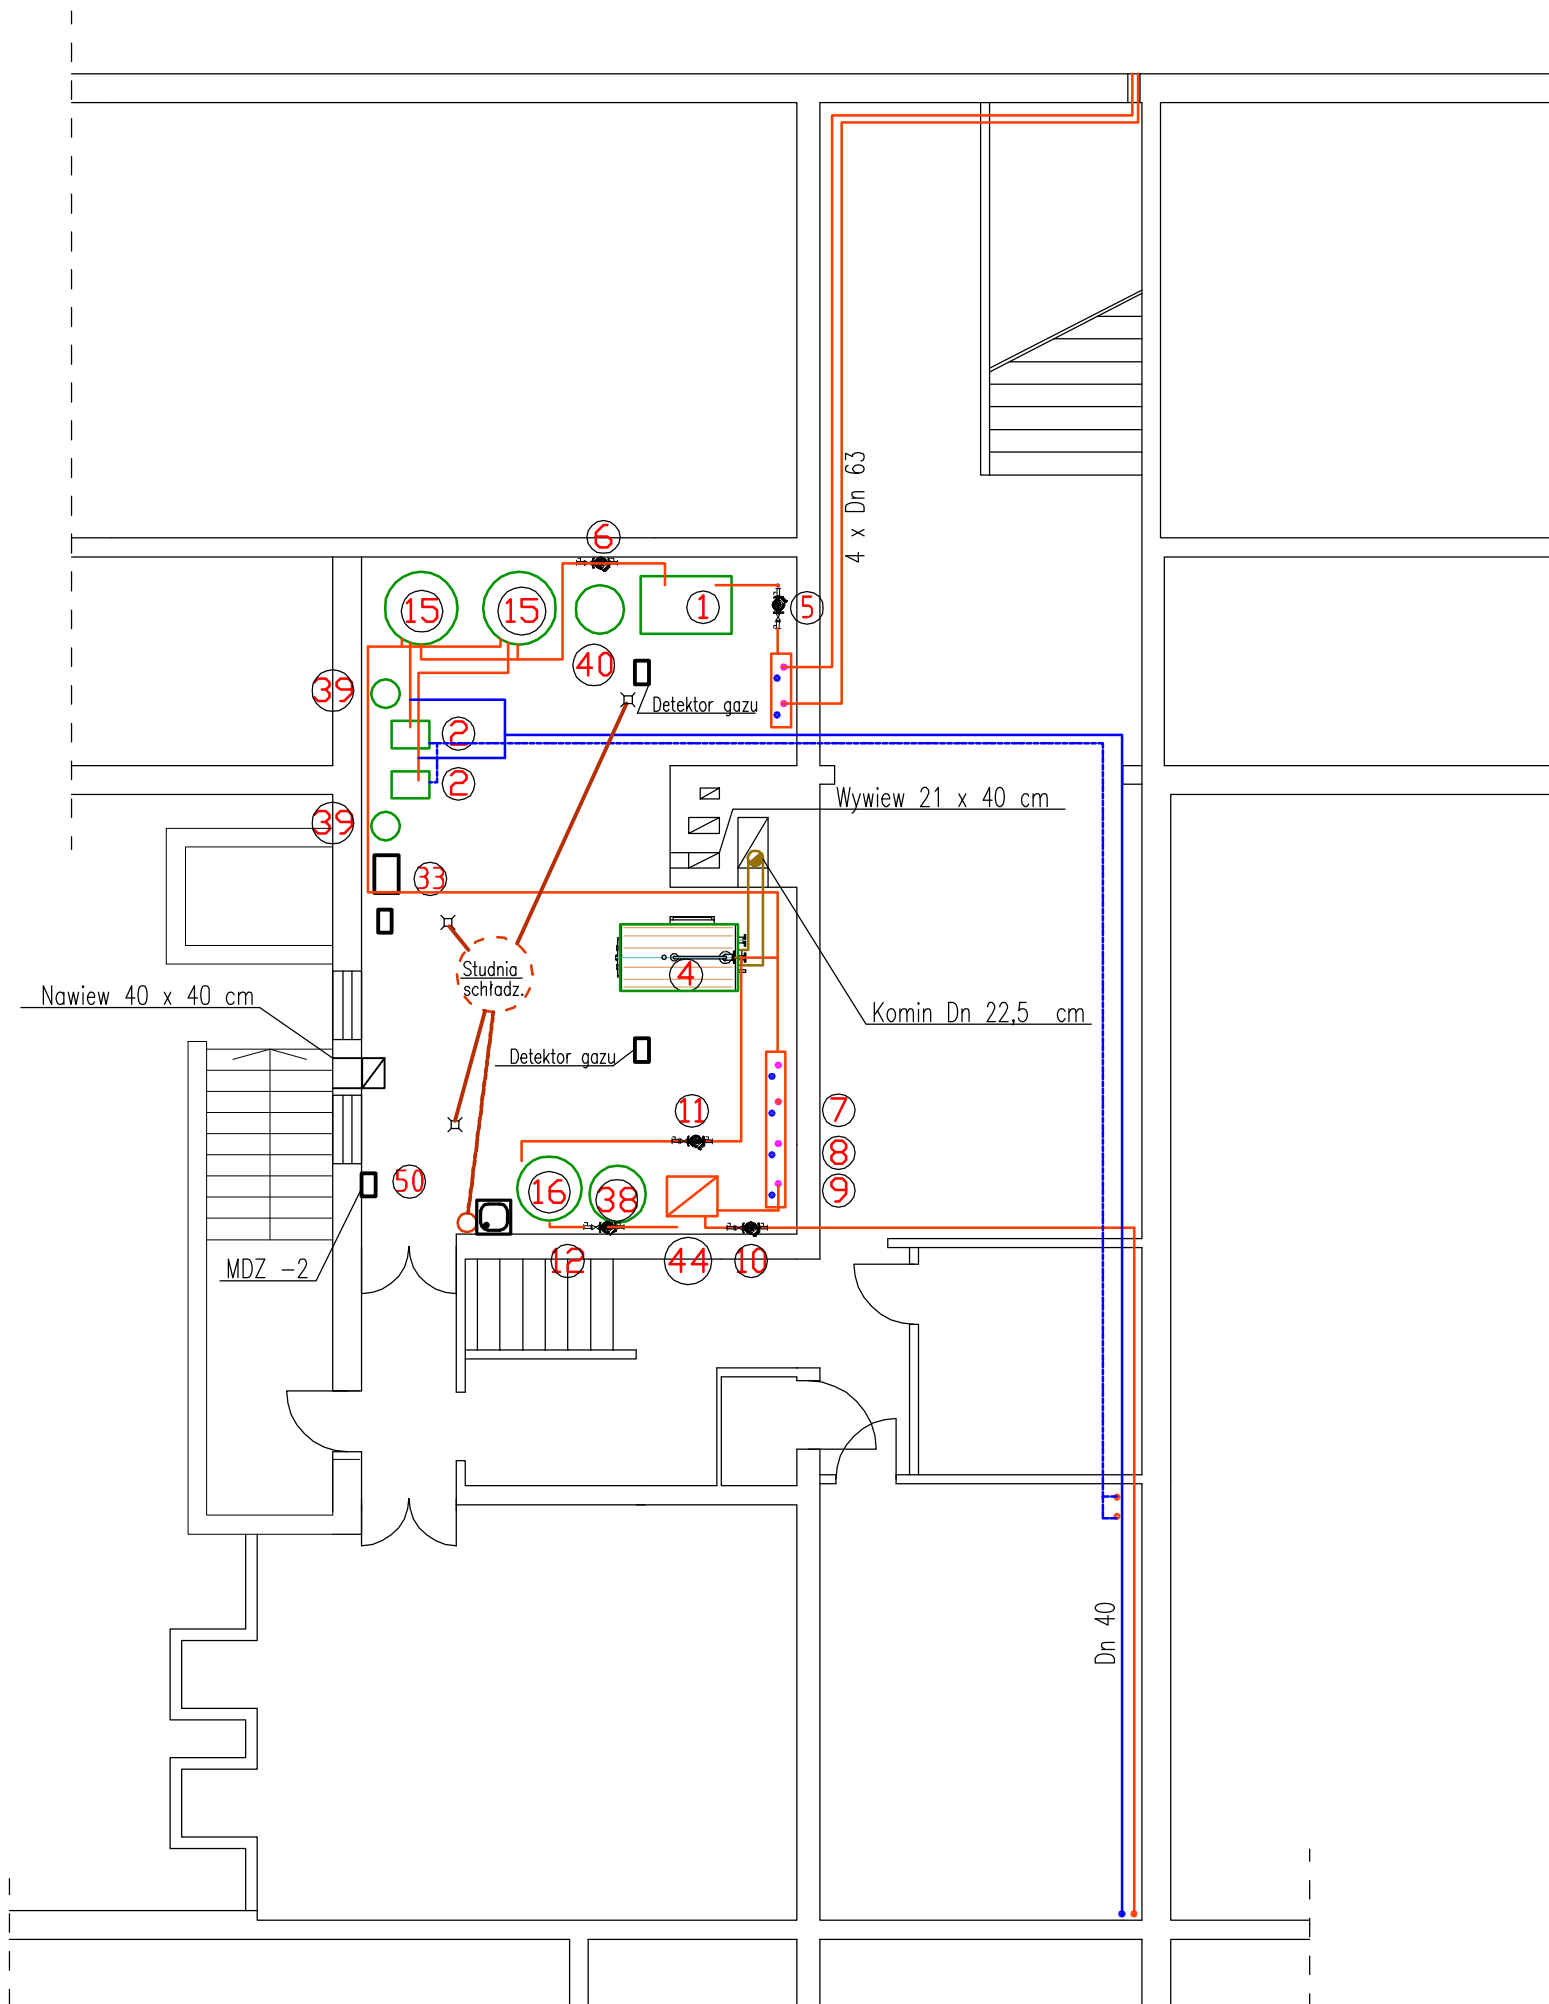 4 x Dn 63
6
15
15
1
5
40
39
Detektor gazu
2
2
39
Wywiew 21 x 40 cm
33
Studnia
schładz.
4
Nawiew 40 x 40 cm
Komin Dn 22,5 cm
Detektor gazu
11
7
8
9
50
16
38
MDZ -2
12
44
10
Dn 40